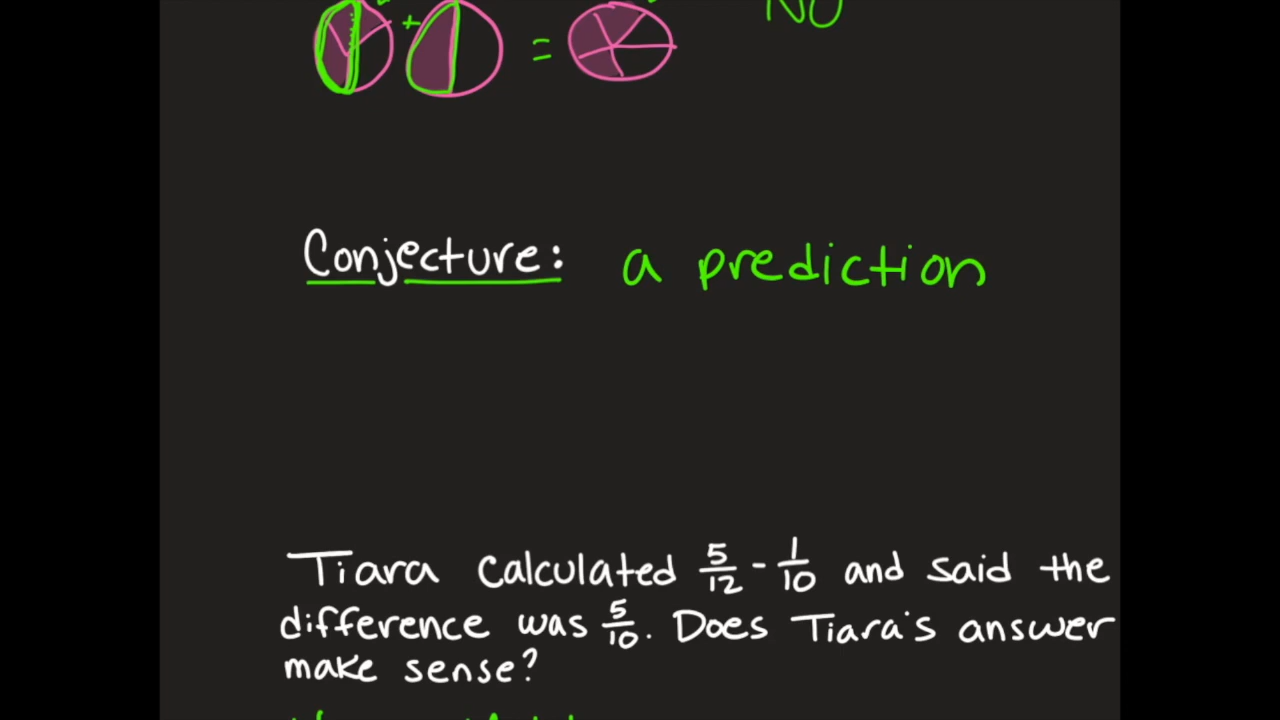 + = NO
Conjecture: a prediction
Tiara calculated 5/12 - 1/10 and said the
difference was 5/10. Does Tiara's answer
make sense?